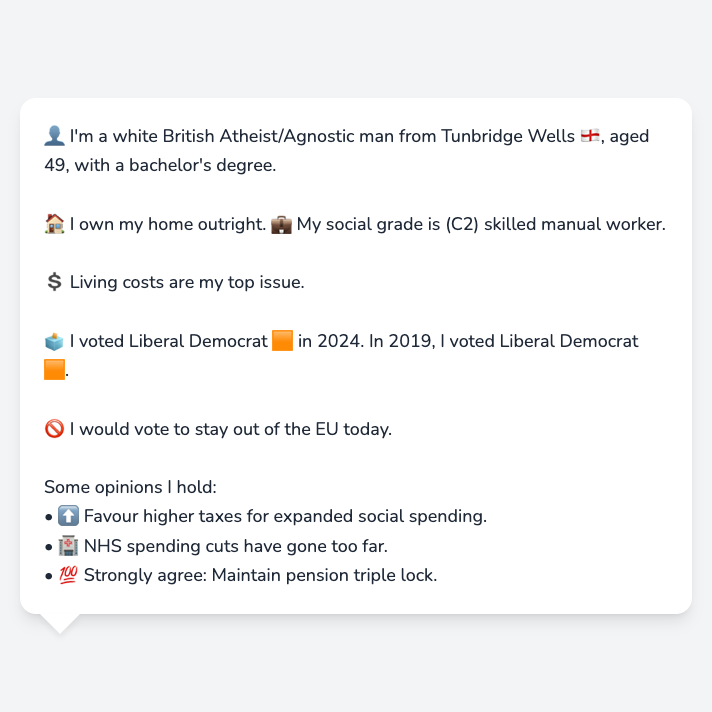 👤 I'm a white British Atheist/Agnostic man from Tunbridge Wells 🏴󠁧󠁢󠁥󠁮󠁧󠁿, aged
49, with a bachelor's degree.
🏠 I own my home outright. 💼 My social grade is (C2) skilled manual worker.
💲 Living costs are my top issue.
🗳️ I voted Liberal Democrat 🟧 in 2024. In 2019, I voted Liberal Democrat
🟧.
🚫 I would vote to stay out of the EU today.
Some opinions I hold:
• ⬆️ Favour higher taxes for expanded social spending.
• 🏥 NHS spending cuts have gone too far.
• 💯 Strongly agree: Maintain pension triple lock.